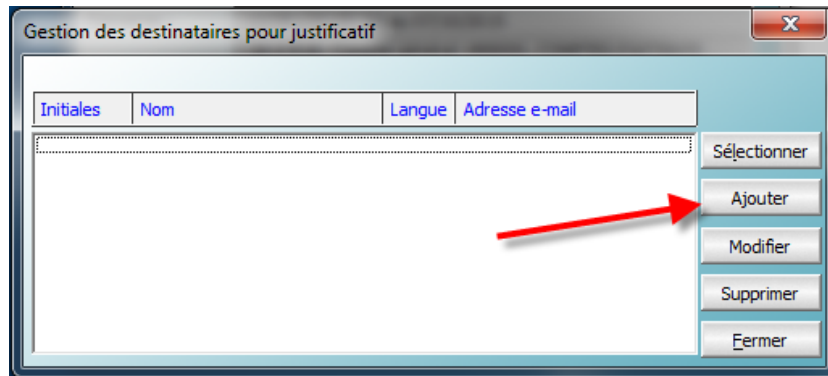 Gestion des destinataires pour justificatif
Initiales Nom Langue Adresse e-mail
Sélectionner
Ajouter
Modifier
Supprimer
Fermer